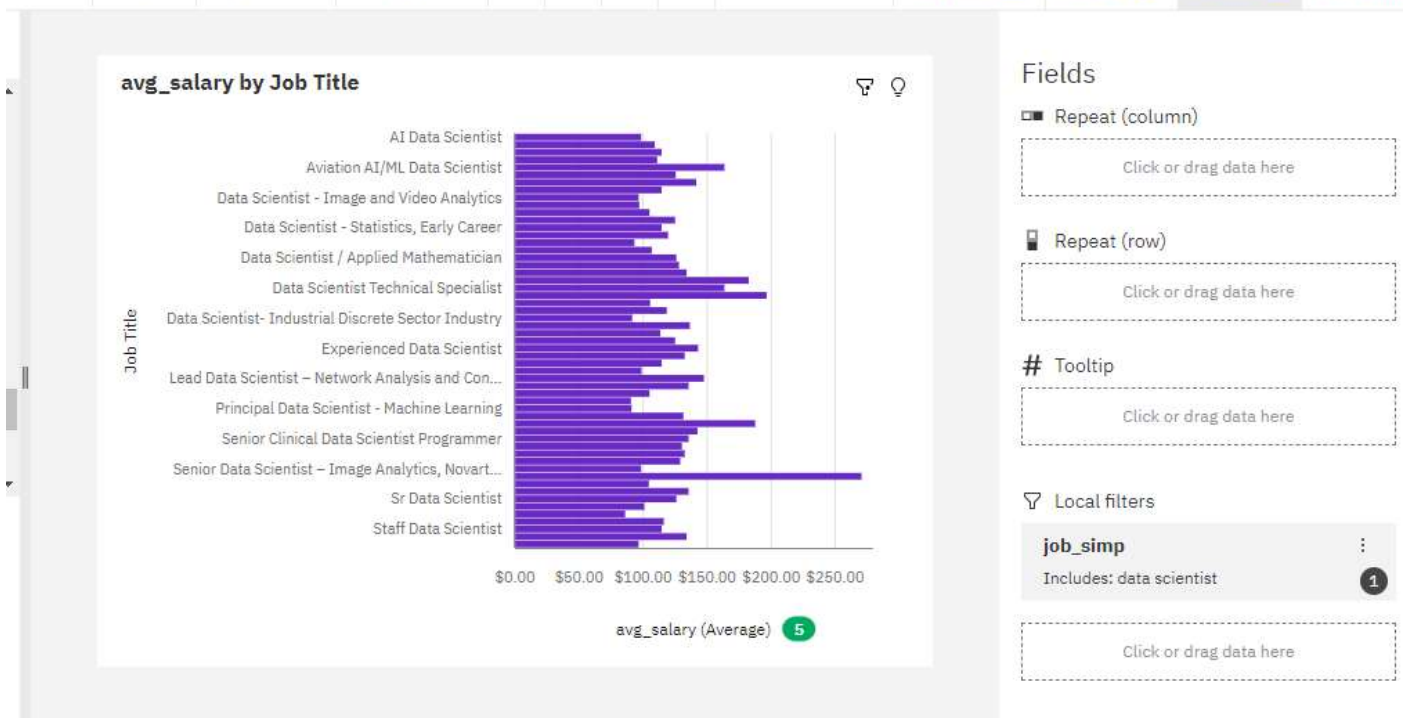 avg_salary by Job Title
AI Data Scientist
Aviation AI/ML Data Scientist
Data Scientist - Image and Video Analytics
Data Scientist - Statistics, Early Career
Data Scientist / Applied Mathematician
Data Scientist Technical Specialist
Data Scientist- Industrial Discrete Sector Industry
Experienced Data Scientist
Lead Data Scientist – Network Analysis and Con...
Principal Data Scientist - Machine Learning
Senior Clinical Data Scientist Programmer
Senior Data Scientist – Image Analytics, Novart...
Sr Data Scientist
Staff Data Scientist
Job Title
$0.00 $50.00 $100.00 $150.00 $200.00 $250.00
avg_salary (Average) 5
Fields
Repeat (column)
Click or drag data here
Repeat (row)
Click or drag data here
# Tooltip
Click or drag data here
Local filters
job_simp
Includes: data scientist 1
Click or drag data here